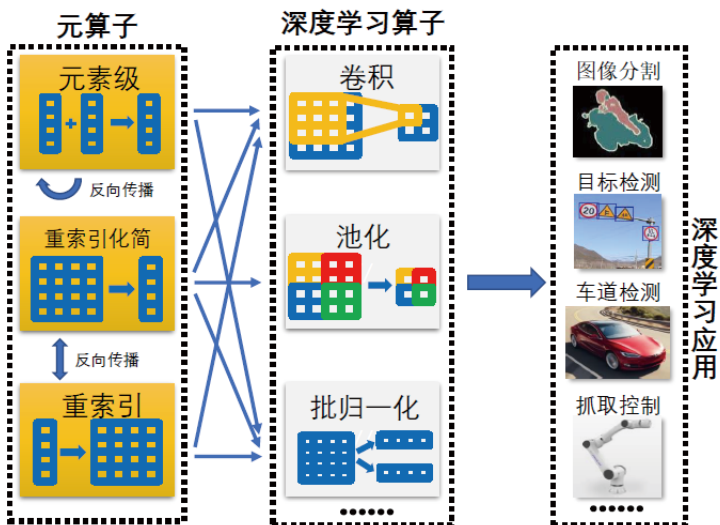 元算子
元素级
+
反向传播
重索引化简
反向传播
重索引
深度学习算子
卷积
池化
批归一化
......
图像分割
目标检测
20
车道检测
抓取控制
......
深度学习应用